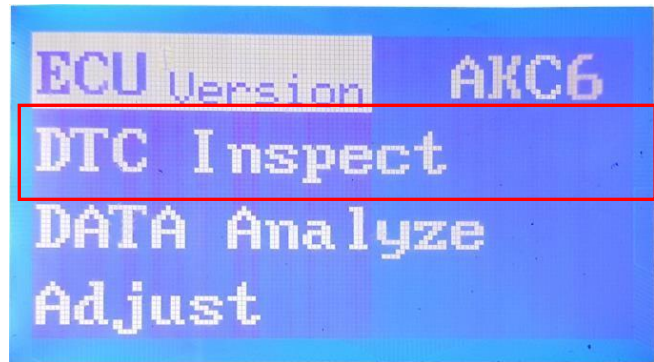 ECU Version AKC6
DTC Inspect
DATA Analyze
Adjust